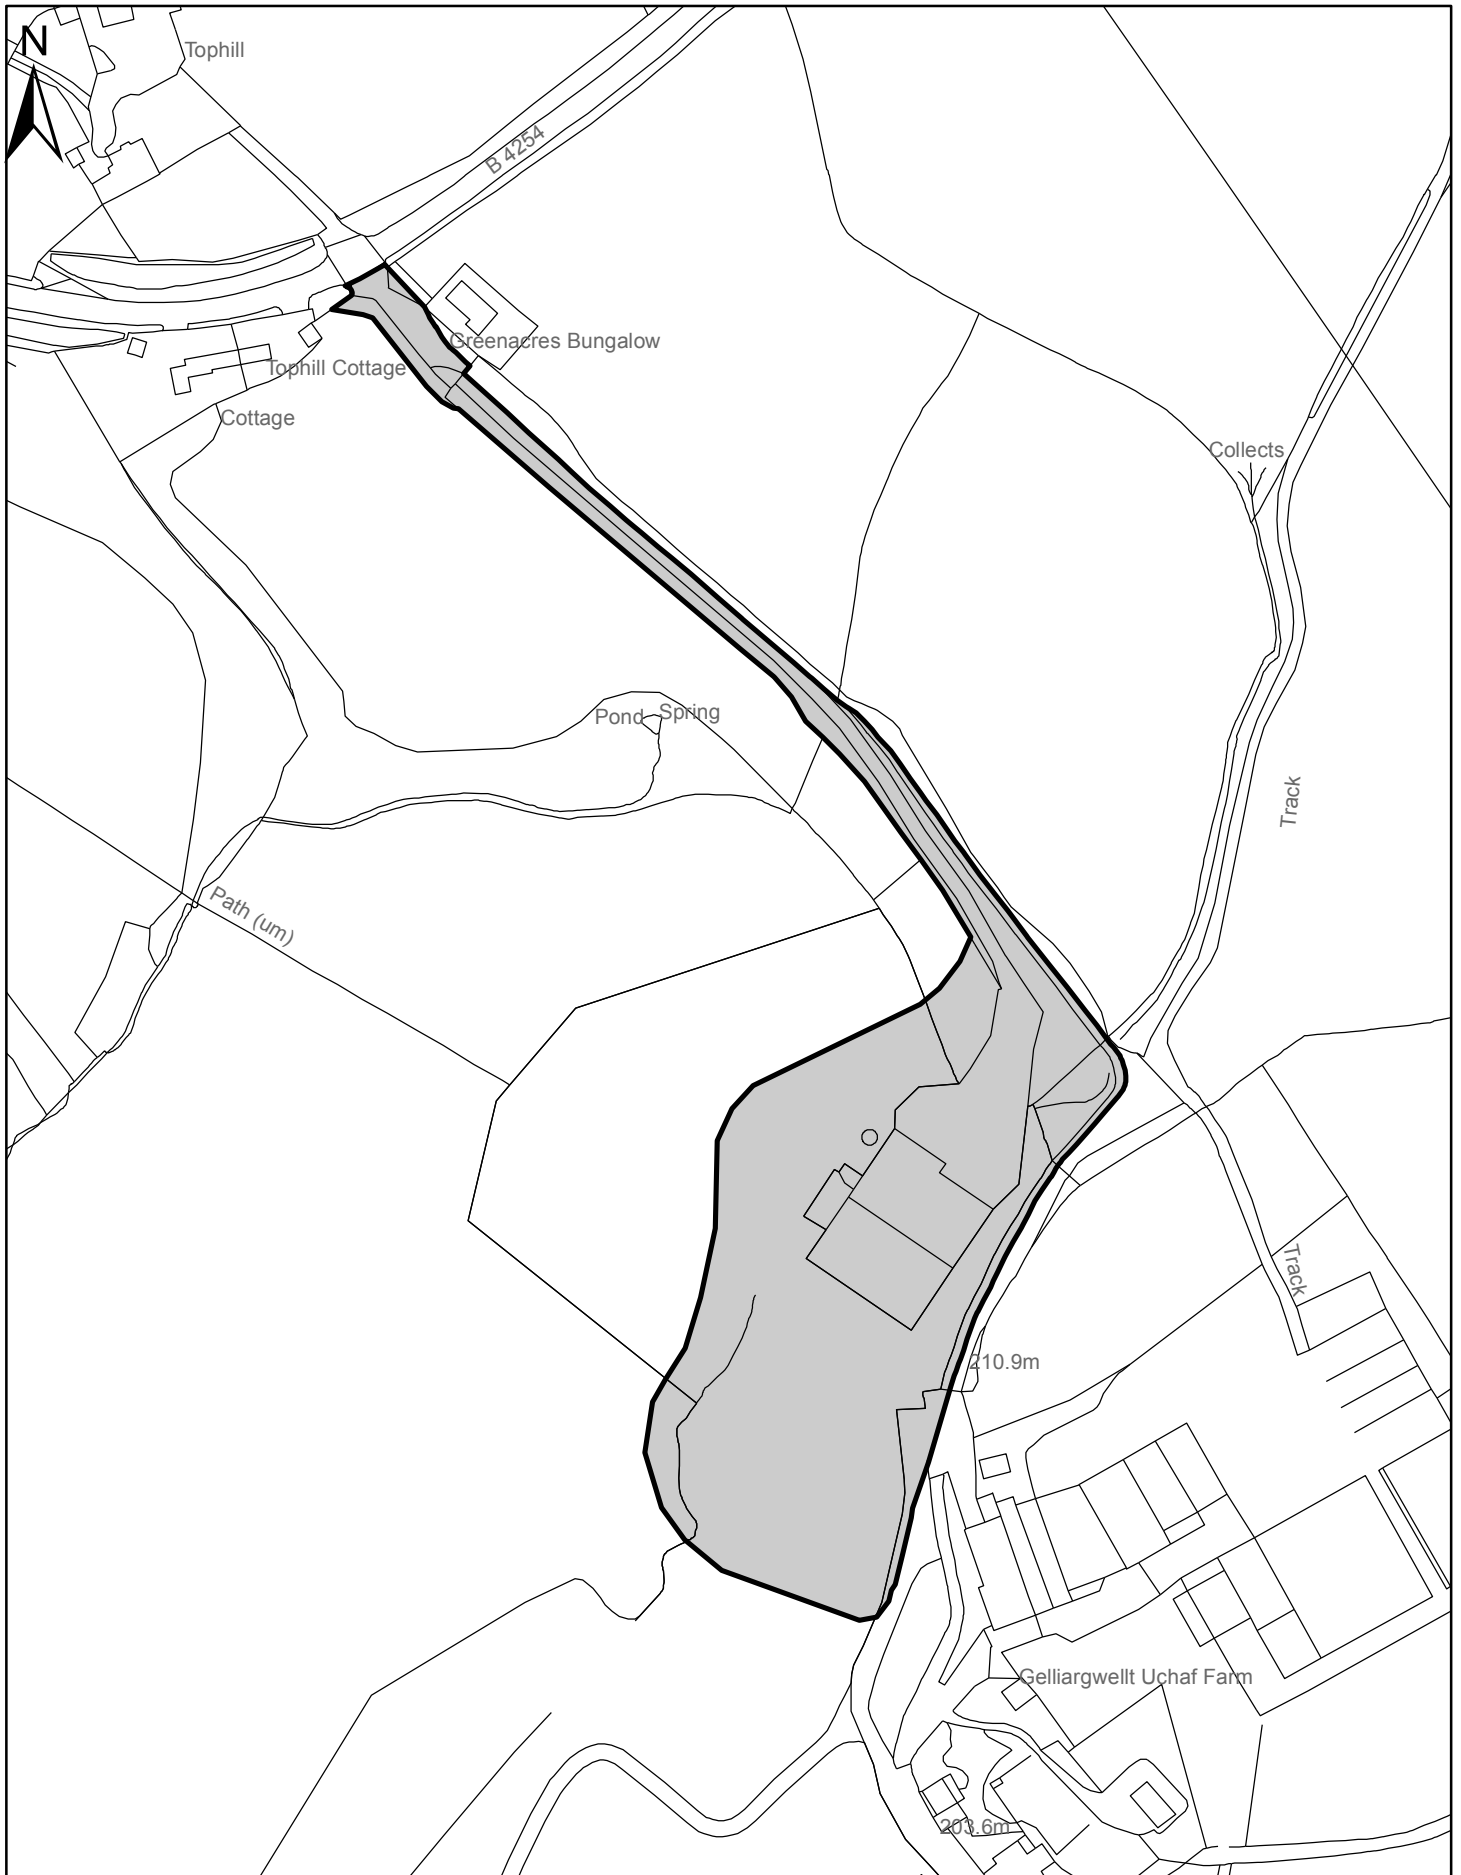 N
Tophill
B 4254
Greenacres Bungalow
Tophill Cottage
Cottage
Collects
Pond
Spring
Track
Path (um)
Track
210.9m
Gelliargwellt Uchaf Farm
203.6m